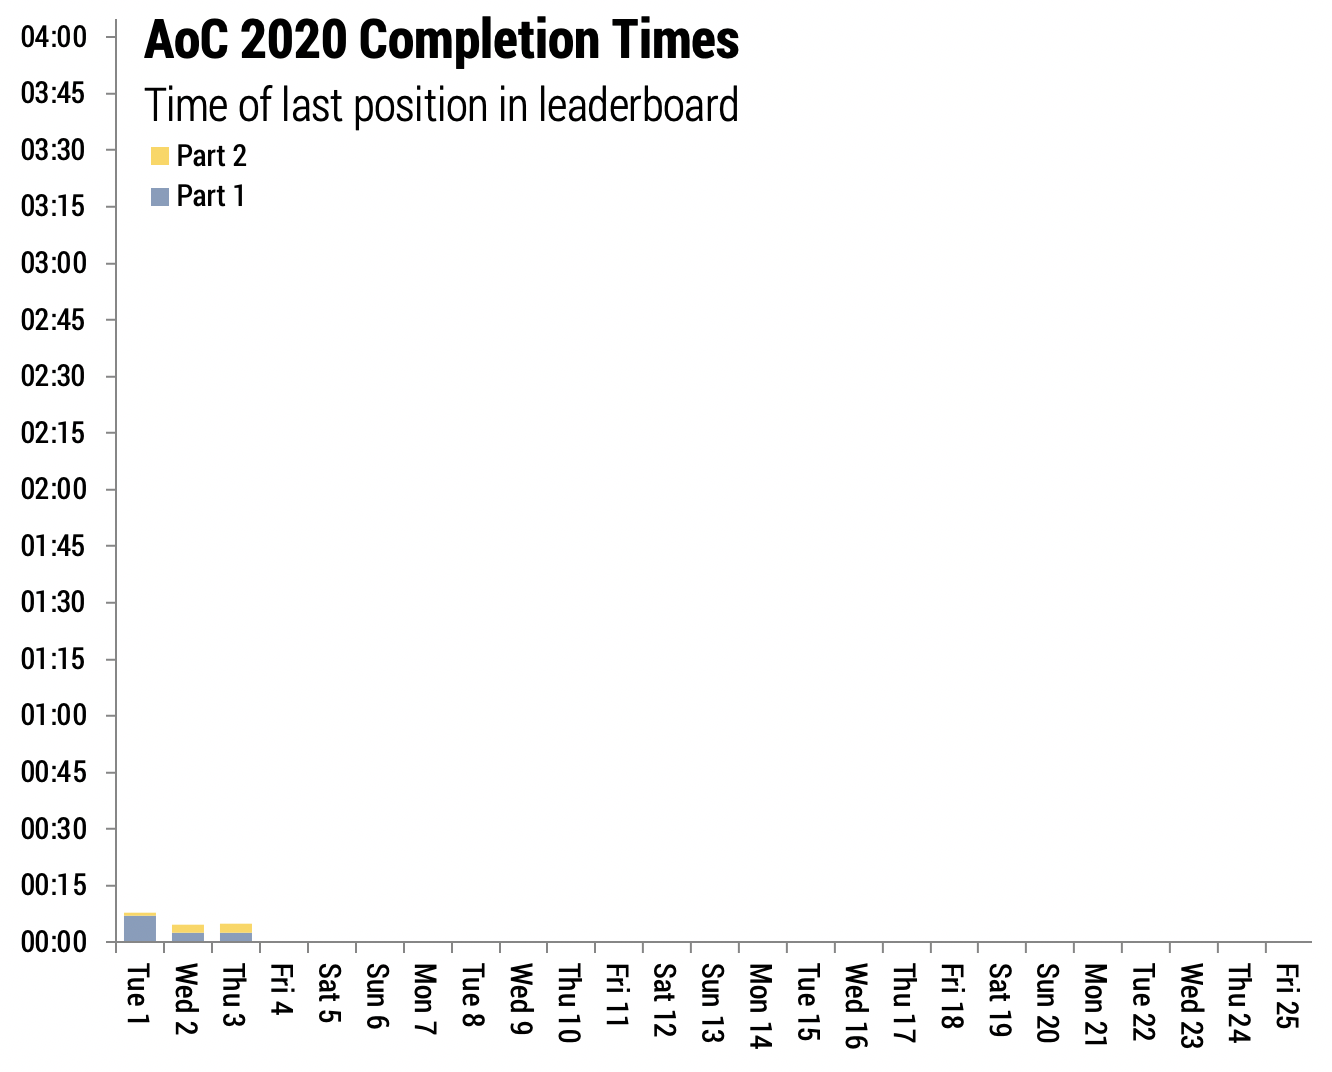 AoC 2020 Completion Times
Time of last position in leaderboard
Part 2
Part 1
04:00
03:45
03:30
03:15
03:00
02:45
02:30
02:15
02:00
01:45
01:30
01:15
01:00
00:45
00:30
00:15
00:00
Tue 1
Wed 2
Thu 3
Fri 4
Sat 5
Sun 6
Mon 7
Tue 8
Wed 9
Thu 10
Fri 11
Sat 12
Sun 13
Mon 14
Tue 15
Wed 16
Thu 17
Fri 18
Sat 19
Sun 20
Mon 21
Tue 22
Wed 23
Thu 24
Fri 25